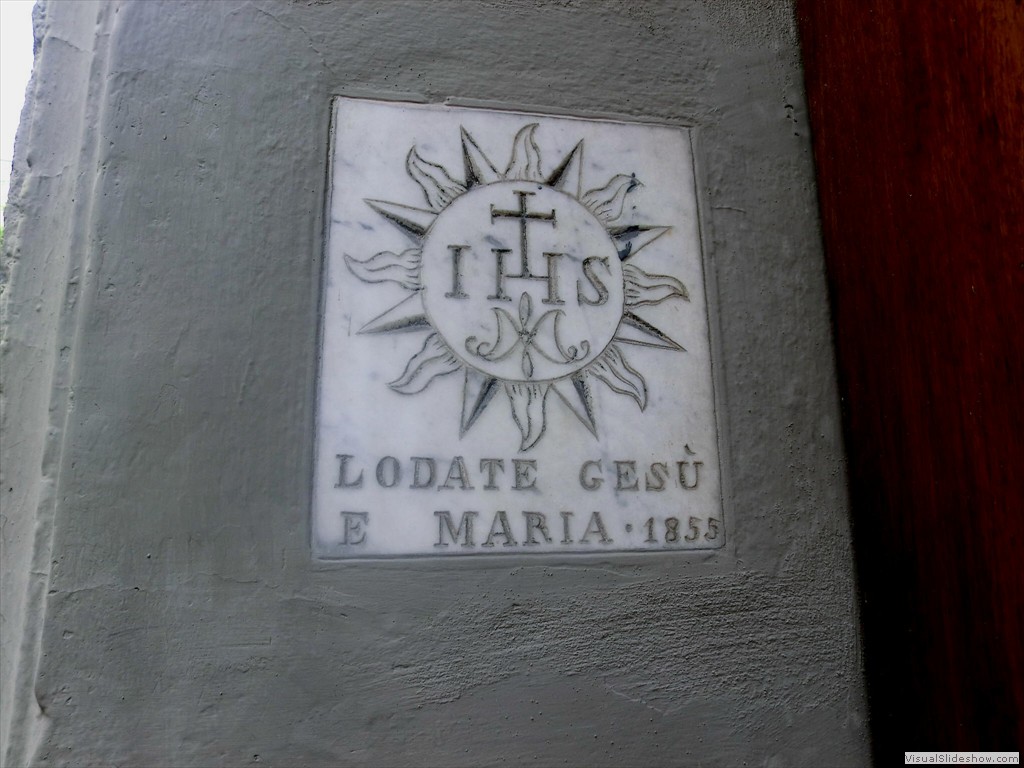 IHS
LODATE GESÙ
E MARIA · 1855
VisualSlideshow.com